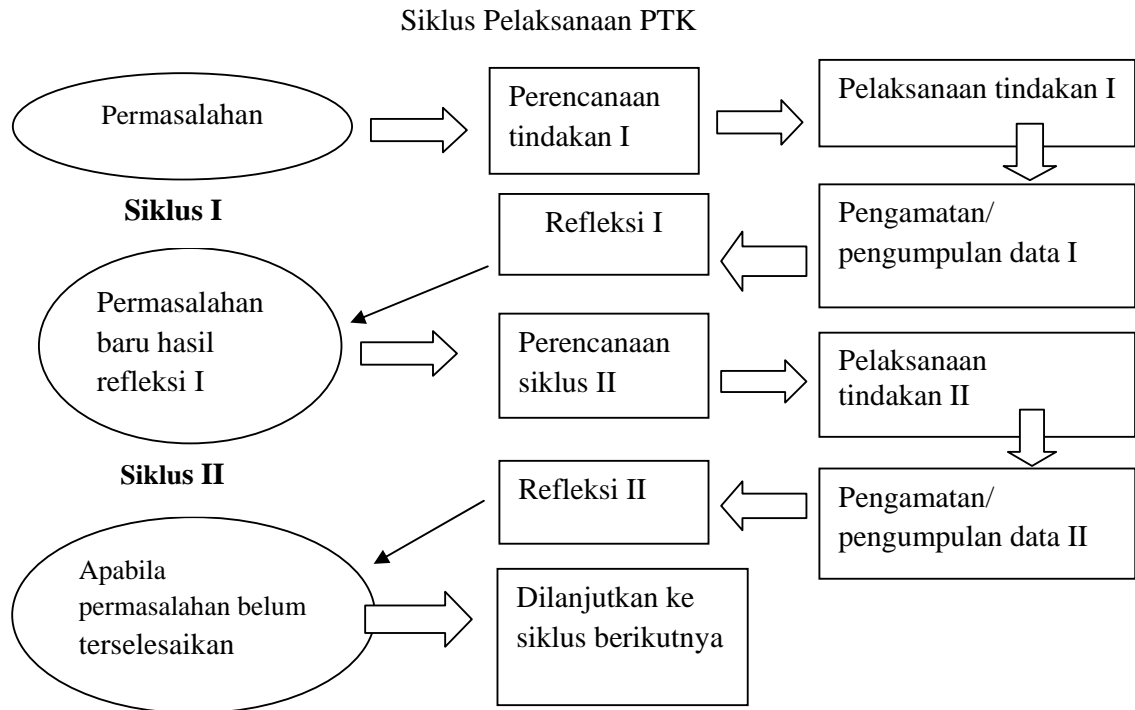 Siklus Pelaksanaan PTK
Permasalahan
Perencanaan
tindakan I
Pelaksanaan tindakan I
Siklus I
Refleksi I
Pengamatan/
pengumpulan data I
Permasalahan
baru hasil
refleksi I
Perencanaan
siklus II
Pelaksanaan
tindakan II
Siklus II
Refleksi II
Pengamatan/
pengumpulan data II
Apabila
permasalahan belum
terselesaikan
Dilanjutkan ke
siklus berikutnya